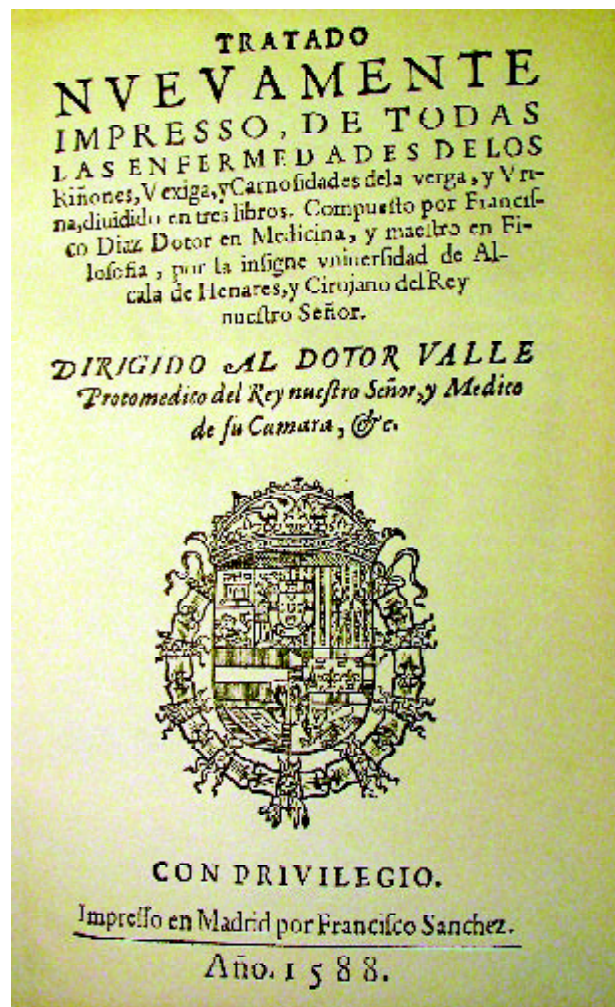 TRATADO
NVEVAMENTE
IMPRESSO, DE TODAS
LAS ENFERMEDADES DE LOS
Riñones, Vexiga, y Carnosidades dela verga, y Vri-
na, diuidido en tres libros. Compuesto por Francis-
co Diaz Dotor en Medicina, y maestro en Fi-
losofia, por la insigne vniuersidad de Al-
cala de Henares, y Cirujano del Rey
nuestro Señor.
DIRIGIDO AL DOTOR VALLE
Protomedico del Rey nuestro Señor, y Medico
de su Camara, &c.
CON PRIVILEGIO.
Impresso en Madrid por Francisco Sanchez.
Año. 1588.